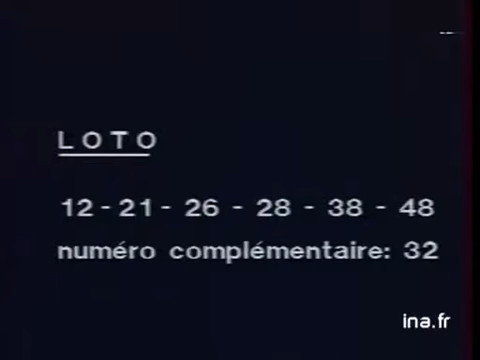 LOTO
12 - 21 - 26 - 28 - 38 - 48
numéro complémentaire: 32
ina.fr